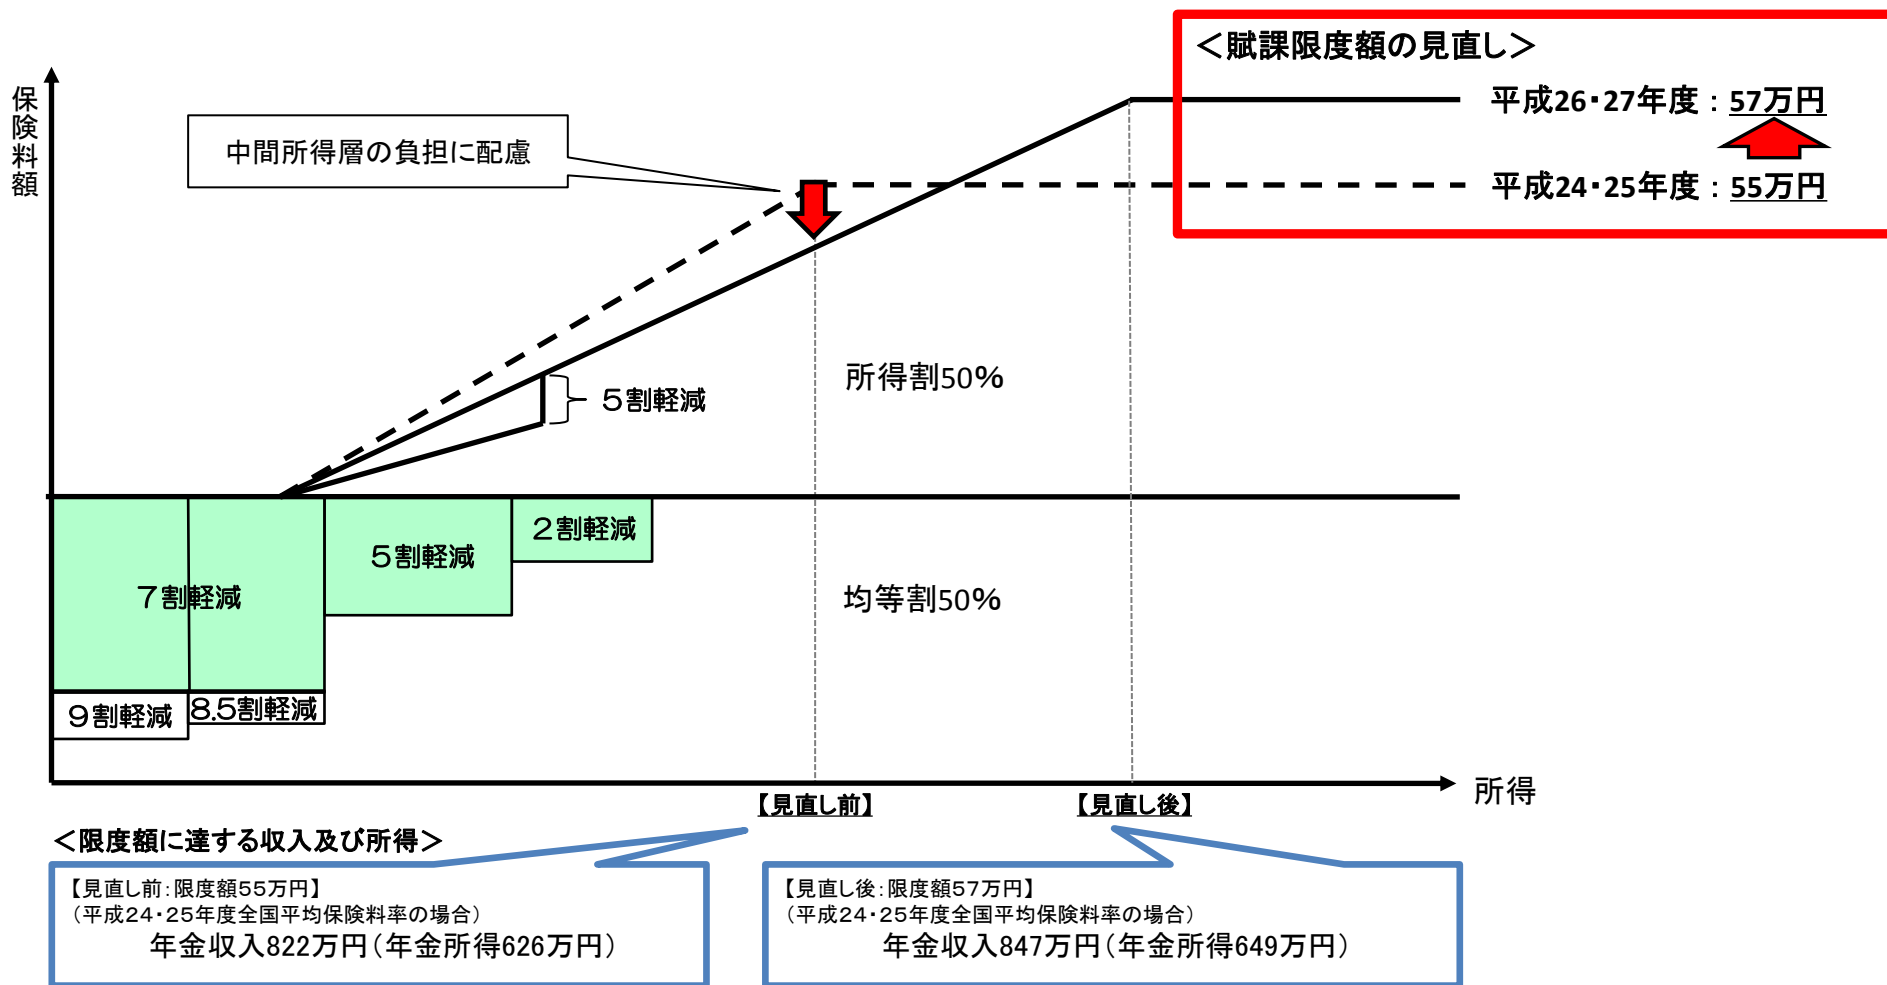 ＜賦課限度額の見直し＞
平成26・27年度：57万円
平成24・25年度：55万円
保険料額
中間所得層の負担に配慮
所得割50％
５割軽減
２割軽減
５割軽減
７割軽減
均等割50％
９割軽減
８.５割軽減
所得
【見直し前】
【見直し後】
＜限度額に達する収入及び所得＞
【見直し前：限度額５５万円】
（平成２４・２５年度全国平均保険料率の場合）
年金収入822万円（年金所得626万円）
【見直し後：限度額５７万円】
（平成２４・２５年度全国平均保険料率の場合）
年金収入847万円（年金所得649万円）